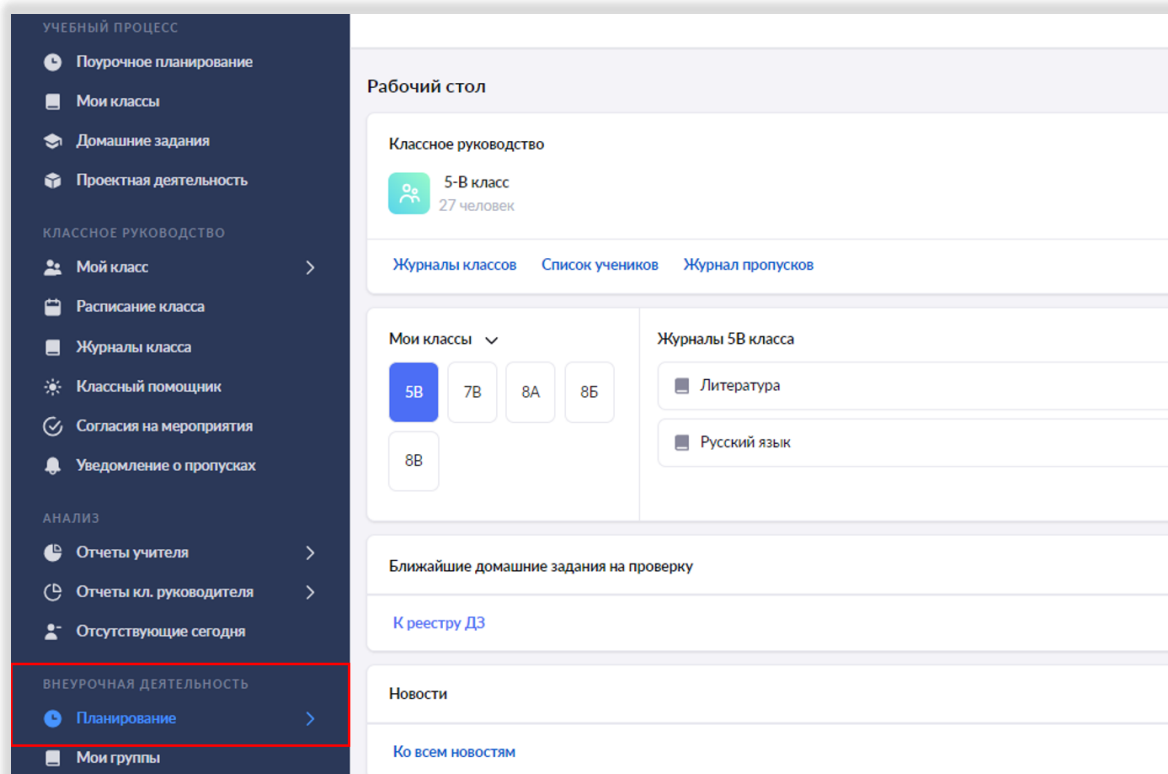 УЧЕБНЫЙ ПРОЦЕСС
Поурочное планирование
Мои классы
Домашние задания
Проектная деятельность
КЛАССНОЕ РУКОВОДСТВО
Мой класс
Расписание класса
Журналы класса
Классный помощник
Согласия на мероприятия
Уведомление о пропусках
АНАЛИЗ
Отчеты учителя
Отчеты кл. руководителя
Отсутствующие сегодня
ВНЕУРОЧНАЯ ДЕЯТЕЛЬНОСТЬ
Планирование
Мои группы
Рабочий стол
Классное руководство
5-В класс
27 человек
Журналы классов Список учеников Журнал пропусков
Мои классы
5В 7В 8А 8Б
8В
Журналы 5В класса
Литература
Русский язык
Ближайшие домашние задания на проверку
К реестру ДЗ
Новости
Ко всем новостям